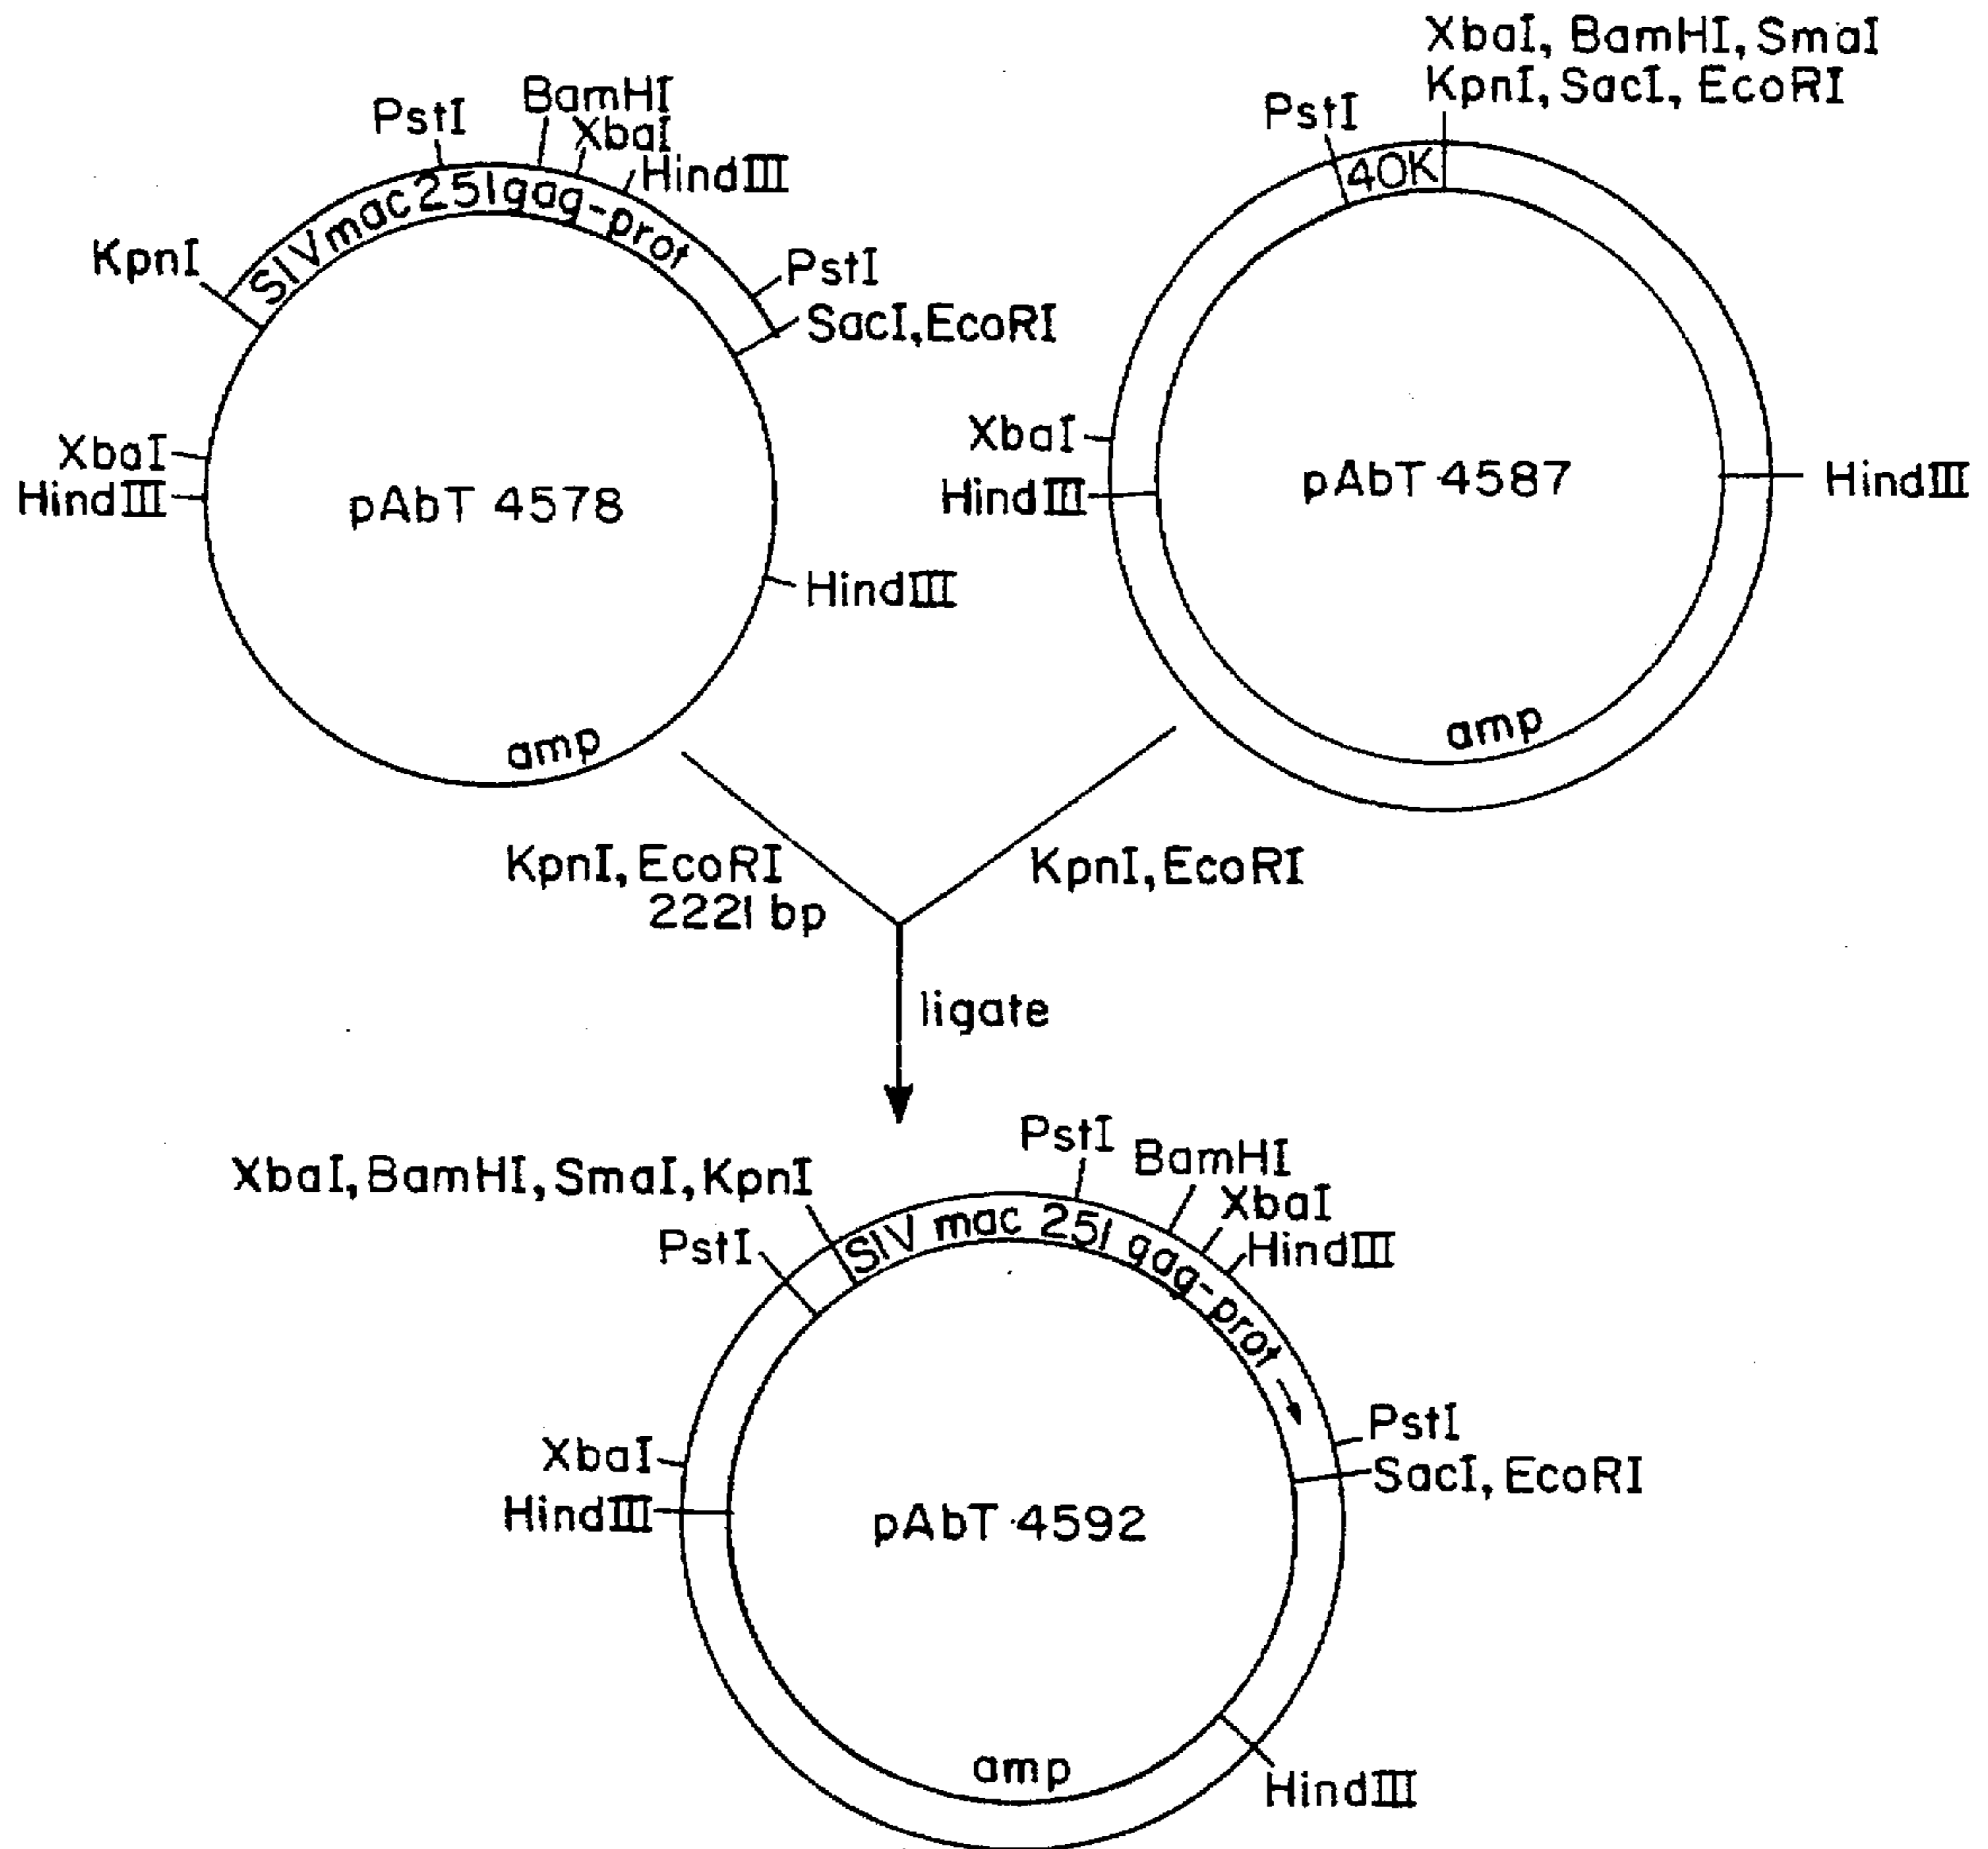 XbaI, BamHI, SmaI
KpnI, SacI, EcoRI
PstI
BamHI
XbaI
HindIII
SIVmac251gag-prot
KpnI
PstI
SacI,EcoRI
XbaI
HindIII
pAbT 4578
HindIII
amp
PstI
40K
XbaI
HindIII
pAbT 4587
HindIII
amp
KpnI, EcoRI
2221 bp
KpnI,EcoRI
ligate
XbaI,BamHI,SmaI,KpnI
PstI
PstI
BamHI
XbaI
HindIII
SIV mac 251 gag-prot
PstI
SacI, EcoRI
XbaI
HindIII
pAbT 4592
amp
HindIII